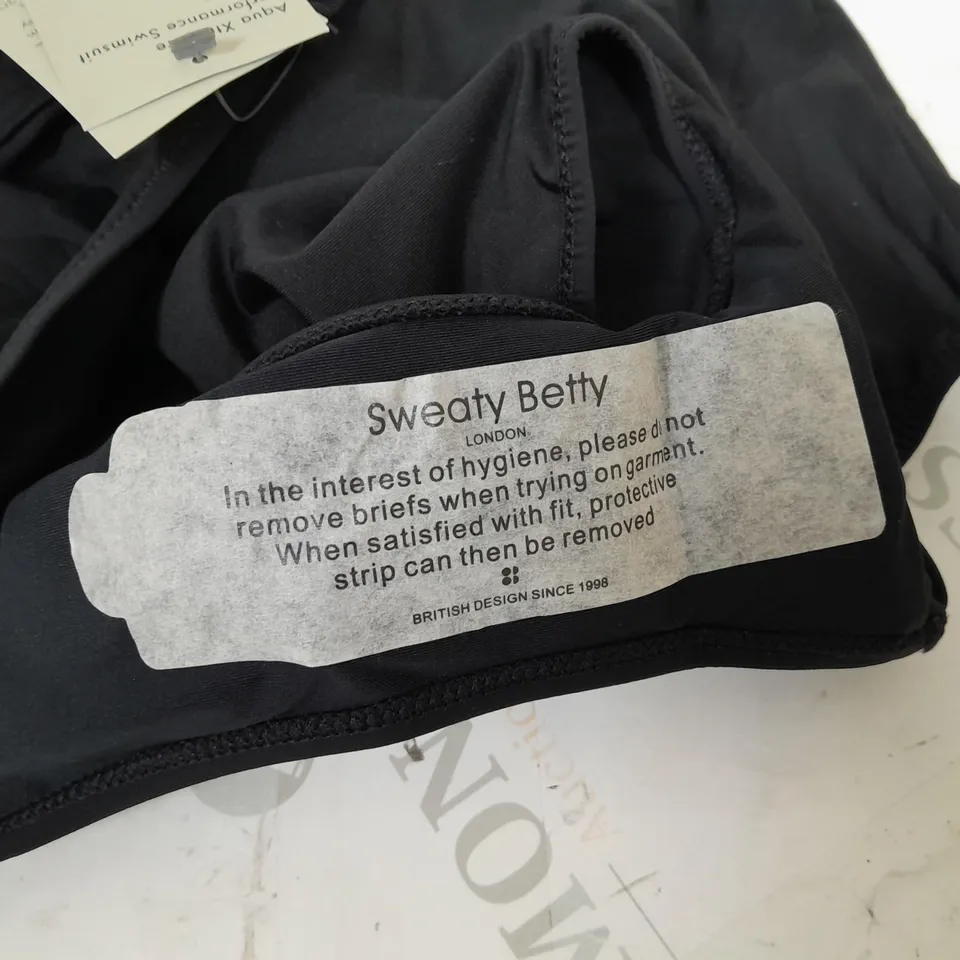 Aqua
Performance Swimsuit
Sweaty Betty
LONDON
In the interest of hygiene, please do not
remove briefs when trying on garment.
When satisfied with fit, protective
strip can then be removed
BRITISH DESIGN SINCE 1998